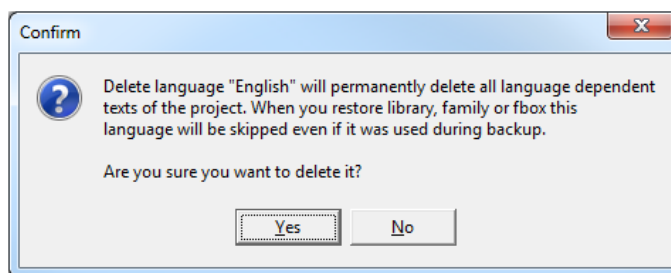 Confirm
Delete language "English" will permanently delete all language dependent
texts of the project. When you restore library, family or fbox this
language will be skipped even if it was used during backup.
Are you sure you want to delete it?
Yes
No